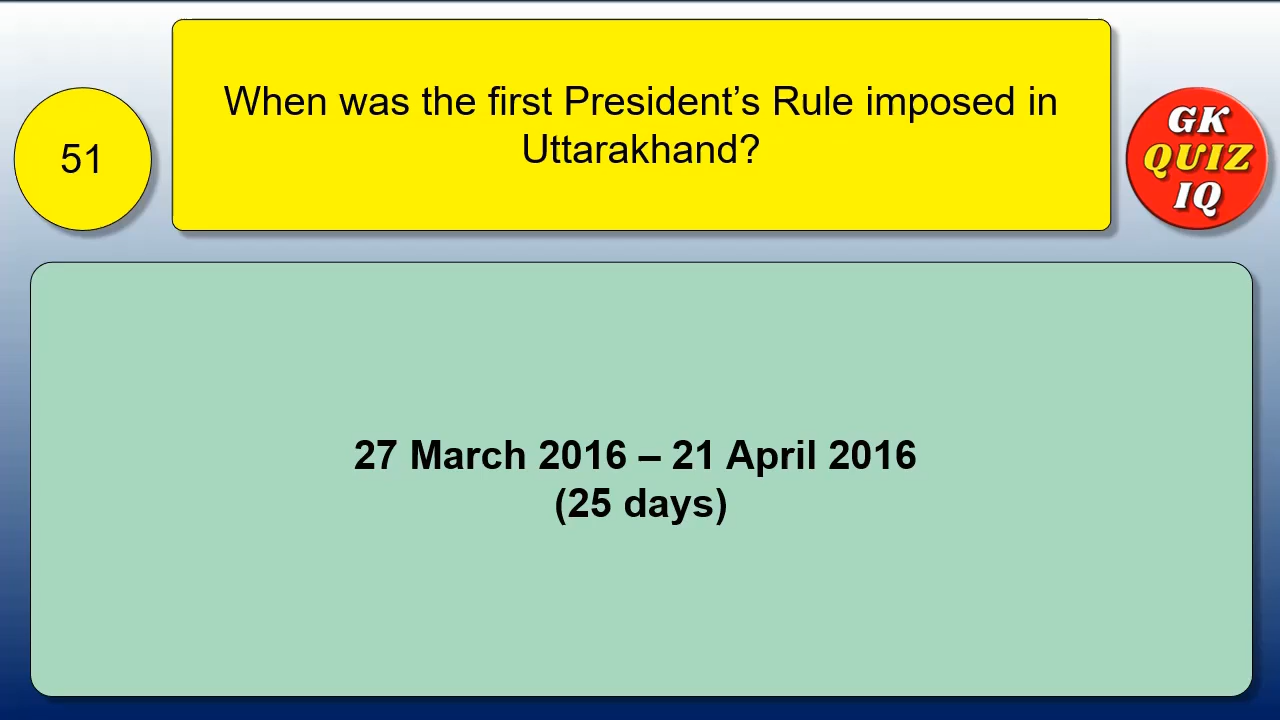 51
When was the first President’s Rule imposed in
Uttarakhand?
GK
QUIZ
IQ
27 March 2016 – 21 April 2016
(25 days)